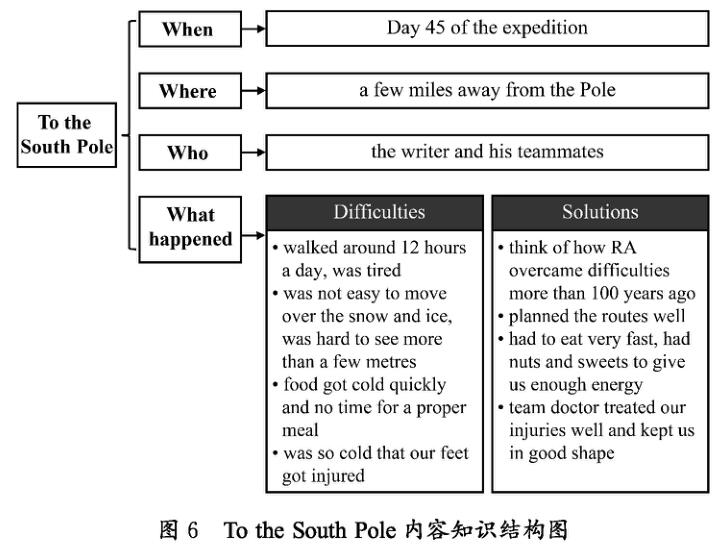 To the
South Pole
When
Day 45 of the expedition
Where
a few miles away from the Pole
Who
the writer and his teammates
What
happened
Difficulties
• walked around 12 hours
a day, was tired
• was not easy to move
over the snow and ice,
was hard to see more
than a few metres
• food got cold quickly
and no time for a proper
meal
• was so cold that our feet
got injured
Solutions
• think of how RA
overcame difficulties
more than 100 years ago
• planned the routes well
• had to eat very fast, had
nuts and sweets to give
us enough energy
• team doctor treated our
injuries well and kept us
in good shape
图 6 To the South Pole 内容知识结构图